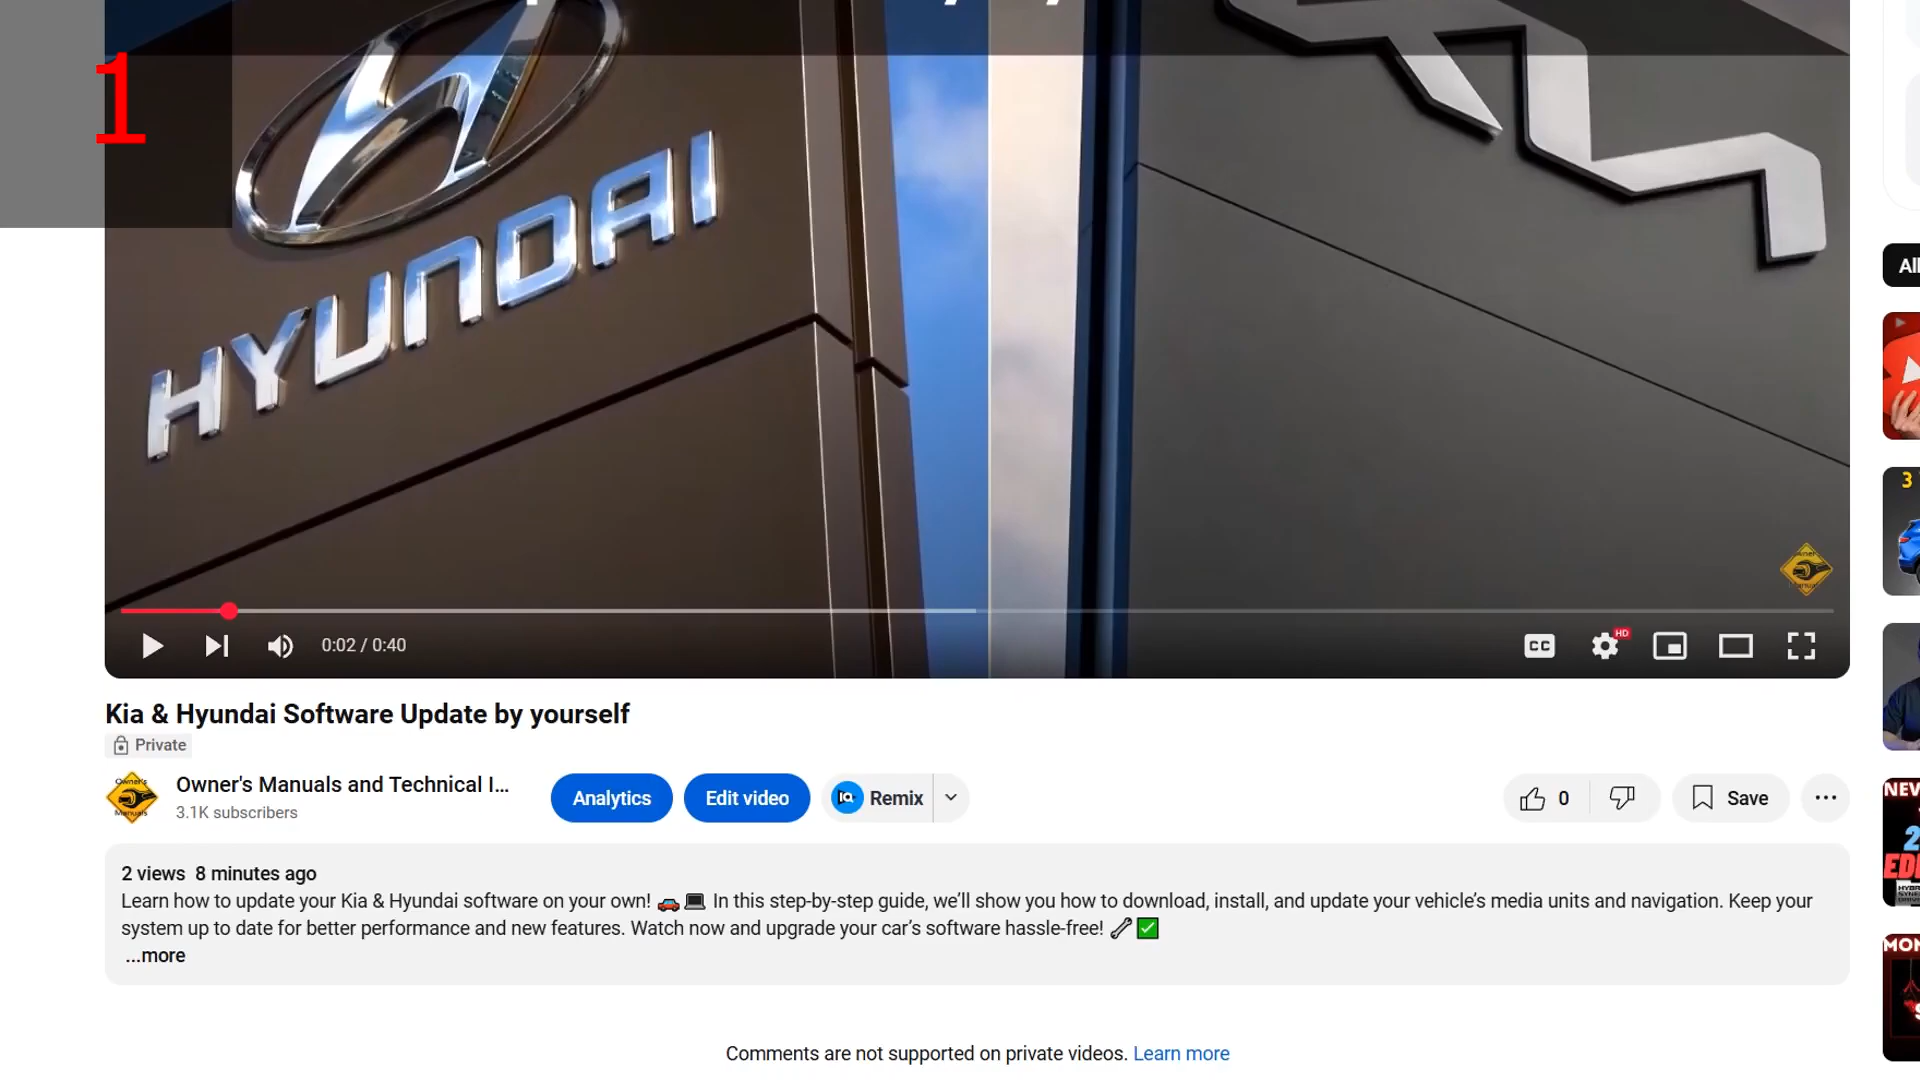 1
HYUNDAI
0:02 / 0:40
CC
HD
Kia & Hyundai Software Update by yourself
Private
Owner's Manuals and Technical I...
3.1K subscribers
Analytics
Edit video
Remix
0
Save
2 views 8 minutes ago
Learn how to update your Kia & Hyundai software on your own! 🚗💻 In this step-by-step guide, we’ll show you how to download, install, and update your vehicle’s media units and navigation. Keep your
system up to date for better performance and new features. Watch now and upgrade your car’s software hassle-free! 🔧✅
...more
Comments are not supported on private videos. Learn more
All
3
NEW
2